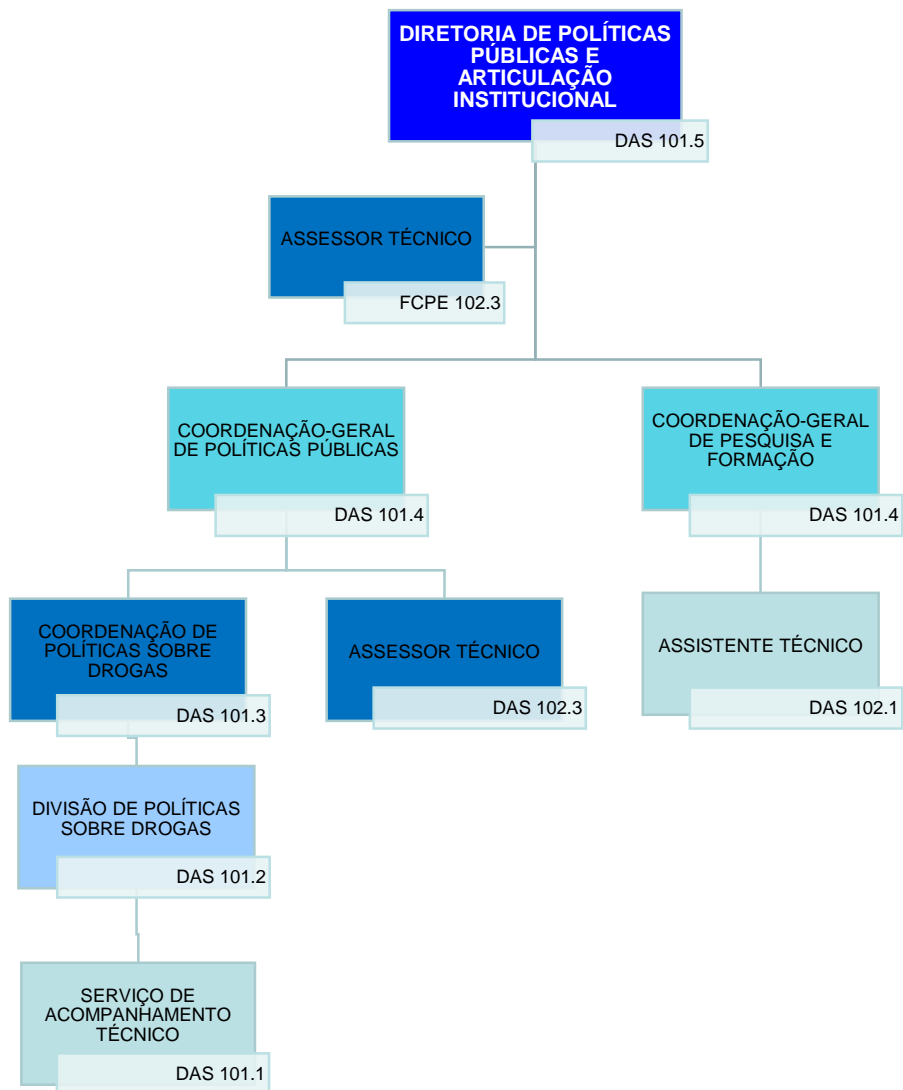 DIRETORIA DE POLÍTICAS
PÚBLICAS E
ARTICULAÇÃO
INSTITUCIONAL
DAS 101.5
ASSESSOR TÉCNICO
FCPE 102.3
COORDENAÇÃO-GERAL
DE POLÍTICAS PÚBLICAS
DAS 101.4
COORDENAÇÃO-GERAL
DE PESQUISA E
FORMAÇÃO
DAS 101.4
COORDENAÇÃO DE
POLÍTICAS SOBRE
DROGAS
DAS 101.3
ASSESSOR TÉCNICO
DAS 102.3
ASSISTENTE TÉCNICO
DAS 102.1
DIVISÃO DE POLÍTICAS
SOBRE DROGAS
DAS 101.2
SERVIÇO DE
ACOMPANHAMENTO
TÉCNICO
DAS 101.1